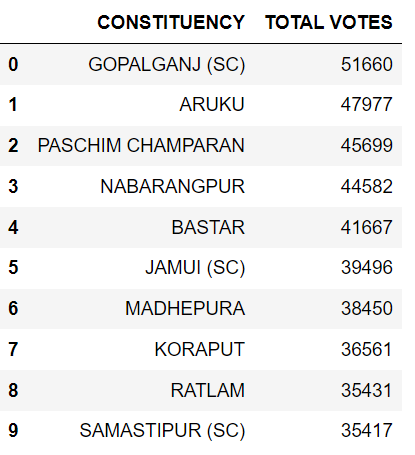 CONSTITUENCY TOTAL VOTES
0 GOPALGANJ (SC) 51660
1 ARUKU 47977
2 PASCHIM CHAMPARAN 45699
3 NABARANGPUR 44582
4 BASTAR 41667
5 JAMUI (SC) 39496
6 MADHEPURA 38450
7 KORAPUT 36561
8 RATLAM 35431
9 SAMASTIPUR (SC) 35417